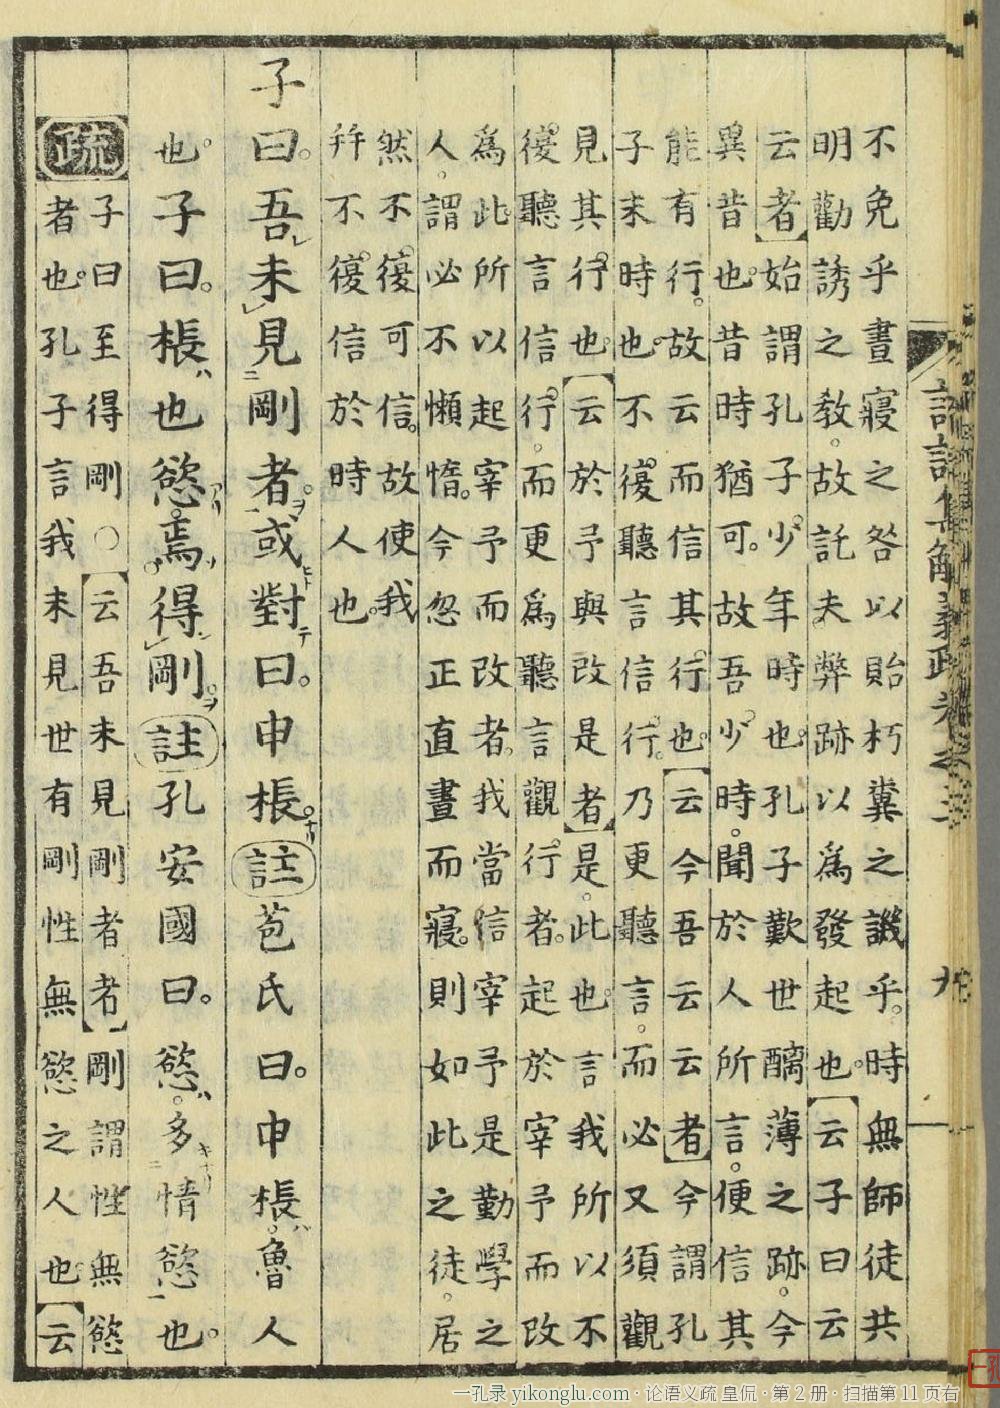 不免乎晝寢之咎以貽朽糞之譏乎時無師徒共
明勸誘之教故託夫弊跡以為發起也云子曰云
云者始謂孔子少年時也孔子歎世醨薄之跡今
異昔也昔時猶可故吾少時聞於人所言便信其
能有行故云而信其行也云今吾云云者今謂孔
子末時也不復聽言信行乃更聽言而必又須觀
見其行也云於予與改是者是此也言我所以不
復聽言信行而更為聽言觀行者起於宰予而改
為此所以起宰予而改者我當信宰予是勤學之
人謂必不懶惰今忽正直晝而寢則如此之徒居
然不復可信故使我
并不復信於時人也
子曰吾未見剛者或對曰申棖註苞氏曰申棖魯人
也子曰棖也慾焉得剛註孔安國曰慾多情慾也
疏子曰至得剛〇云吾未見剛者者剛謂性無慾
者也孔子言我未見世有剛性無慾之人也云
一孔录 yikonglu.com · 论语义疏 皇侃 · 第 2 册 · 扫描第 11 页右